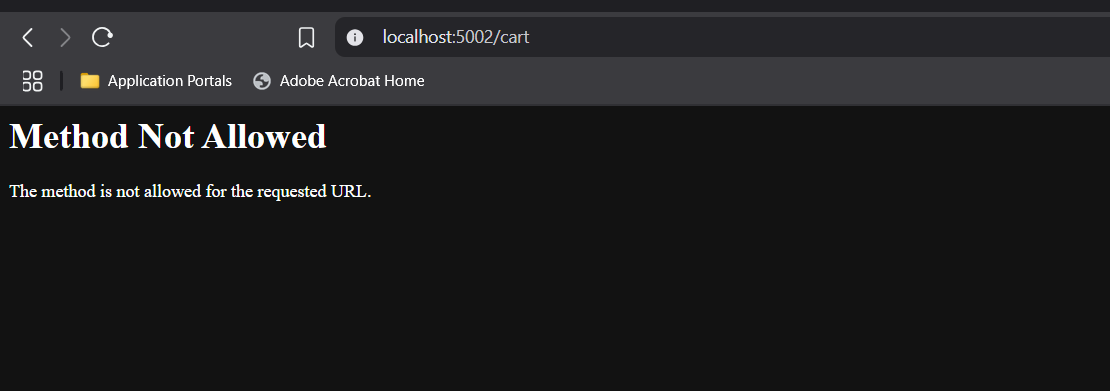 localhost:5002/cart
Application Portals
Adobe Acrobat Home
Method Not Allowed
The method is not allowed for the requested URL.